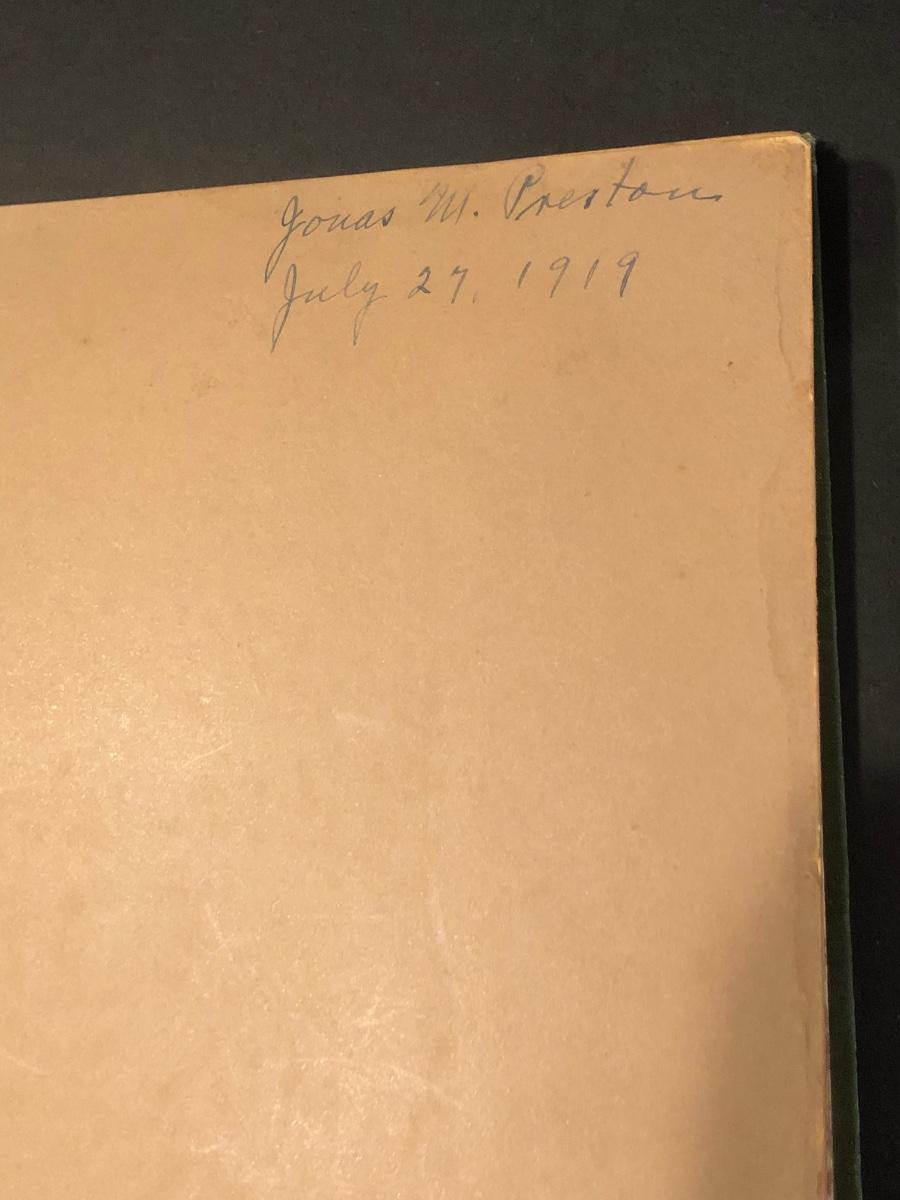 Jonas M. Preston
July 27, 1919